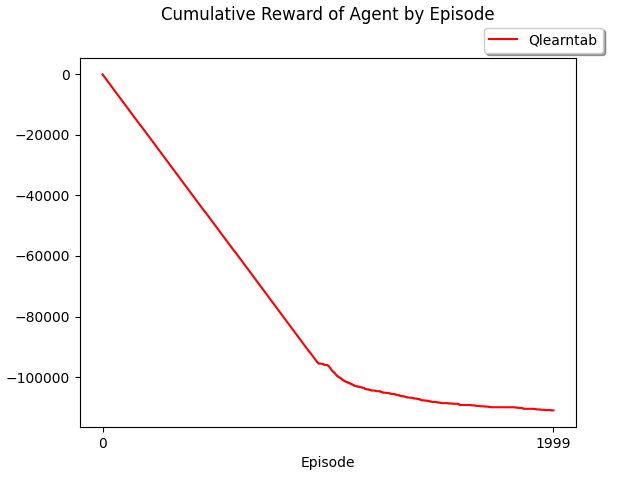 Cumulative Reward of Agent by Episode
Qlearntab
0
−20000
−40000
−60000
−80000
−100000
0
1999
Episode